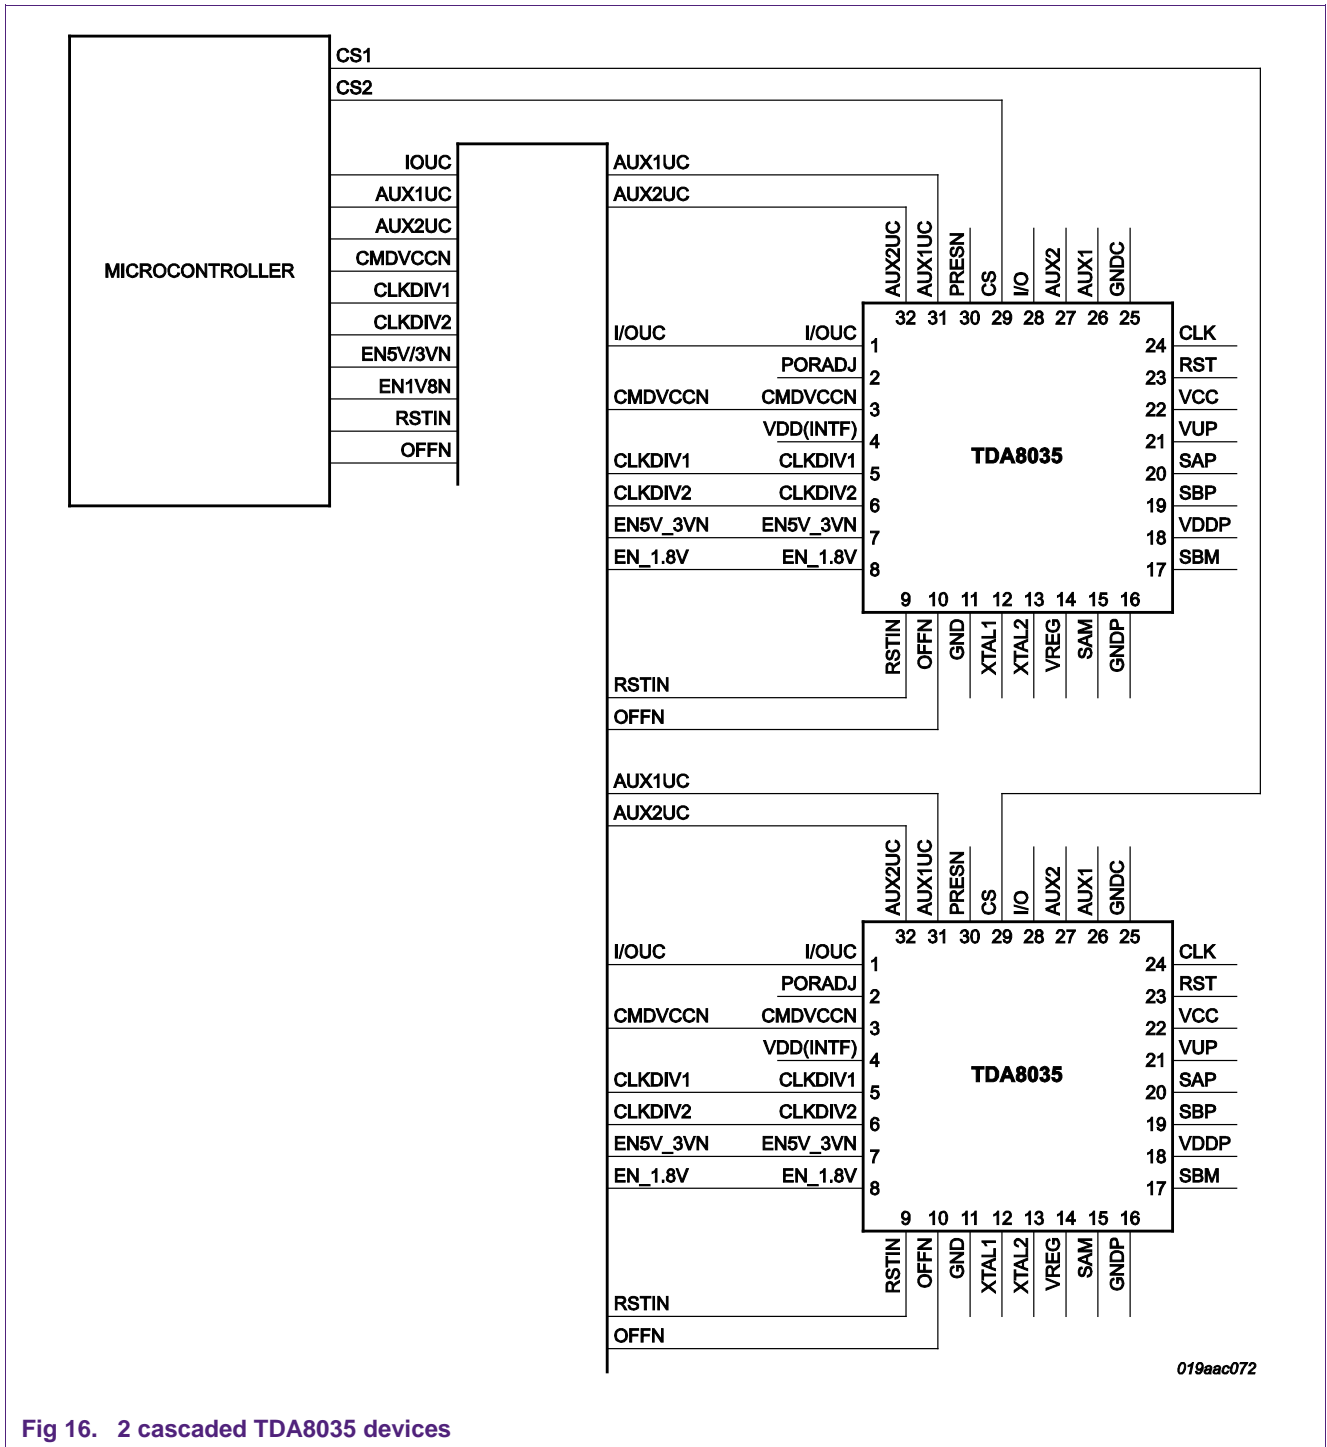 CS1
CS2
MICROCONTROLLER
IOUC
AUX1UC
AUX2UC
CMDVCCN
CLKDIV1
CLKDIV2
EN5V/3VN
EN1V8N
RSTIN
OFFN
AUX1UC
AUX2UC
AUX2UC
AUX1UC
PRESN
CS
I/O
AUX2
AUX1
GNDC
32 31 30 29 28 27 26 25
I/OUC I/OUC 1
PORADJ 2
CMDVCCN CMDVCCN 3
VDD(INTF) 4
CLKDIV1 CLKDIV1 5
CLKDIV2 CLKDIV2 6
EN5V_3VN EN5V_3VN 7
EN_1.8V EN_1.8V 8
TDA8035
24 CLK
23 RST
22 VCC
21 VUP
20 SAP
19 SBP
18 VDDP
17 SBM
9 10 11 12 13 14 15 16
RSTIN
OFFN
GND
XTAL1
XTAL2
VREG
SAM
GNDP
RSTIN
OFFN
AUX1UC
AUX2UC
AUX2UC
AUX1UC
PRESN
CS
I/O
AUX2
AUX1
GNDC
32 31 30 29 28 27 26 25
I/OUC I/OUC 1
PORADJ 2
CMDVCCN CMDVCCN 3
VDD(INTF) 4
CLKDIV1 CLKDIV1 5
CLKDIV2 CLKDIV2 6
EN5V_3VN EN5V_3VN 7
EN_1.8V EN_1.8V 8
TDA8035
24 CLK
23 RST
22 VCC
21 VUP
20 SAP
19 SBP
18 VDDP
17 SBM
9 10 11 12 13 14 15 16
RSTIN
OFFN
GND
XTAL1
XTAL2
VREG
SAM
GNDP
RSTIN
OFFN
019aac072
Fig 16. 2 cascaded TDA8035 devices